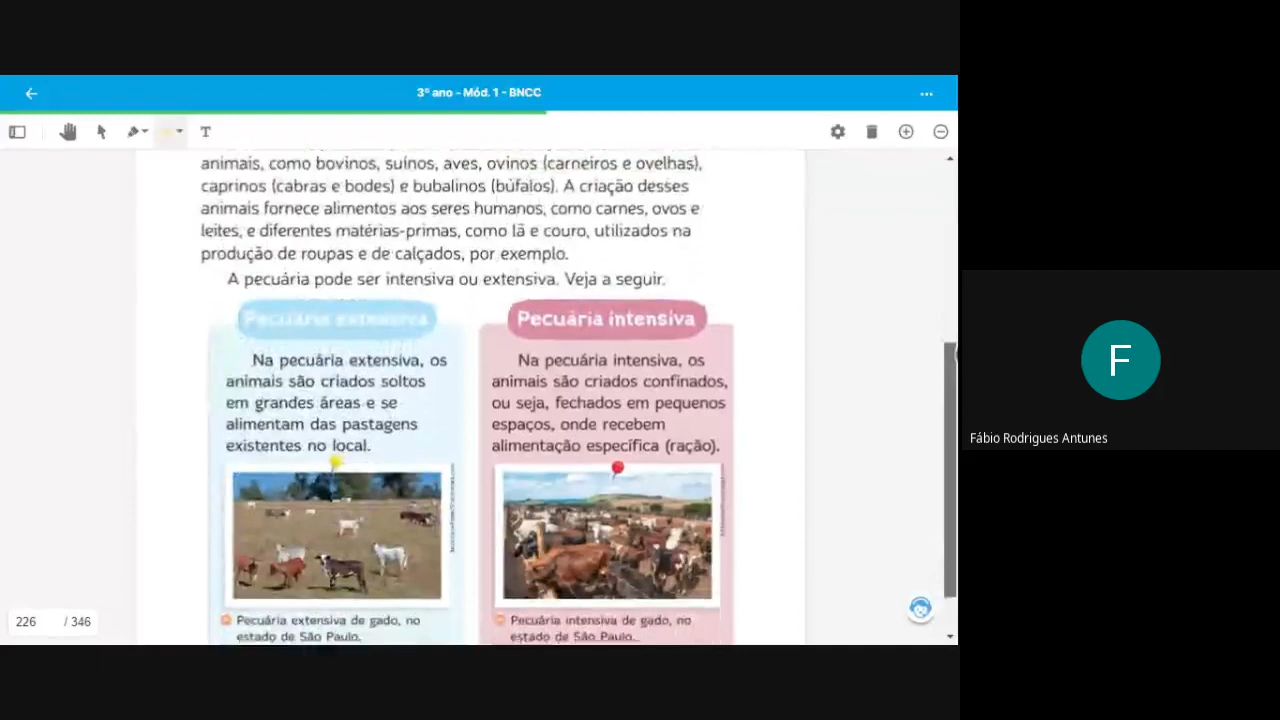 3º ano - Mód. 1 - BNCC
T
animais, como bovinos, suínos, aves, ovinos (carneiros e ovelhas),
caprinos (cabras e bodes) e bubalinos (búfalos). A criação desses
animais fornece alimentos aos seres humanos, como carnes, ovos e
leites, e diferentes matérias-primas, como lã e couro, utilizados na
produção de roupas e de calçados, por exemplo.
A pecuária pode ser intensiva ou extensiva. Veja a seguir.
Pecuária extensiva
Na pecuária extensiva, os
animais são criados soltos
em grandes áreas e se
alimentam das pastagens
existentes no local.
Pecuária extensiva de gado, no
estado de São Paulo.
Pecuária intensiva
Na pecuária intensiva, os
animais são criados confinados,
ou seja, fechados em pequenos
espaços, onde recebem
alimentação específica (ração).
Pecuária intensiva de gado, no
estado de São Paulo.
226 / 346
F
Fábio Rodrigues Antunes